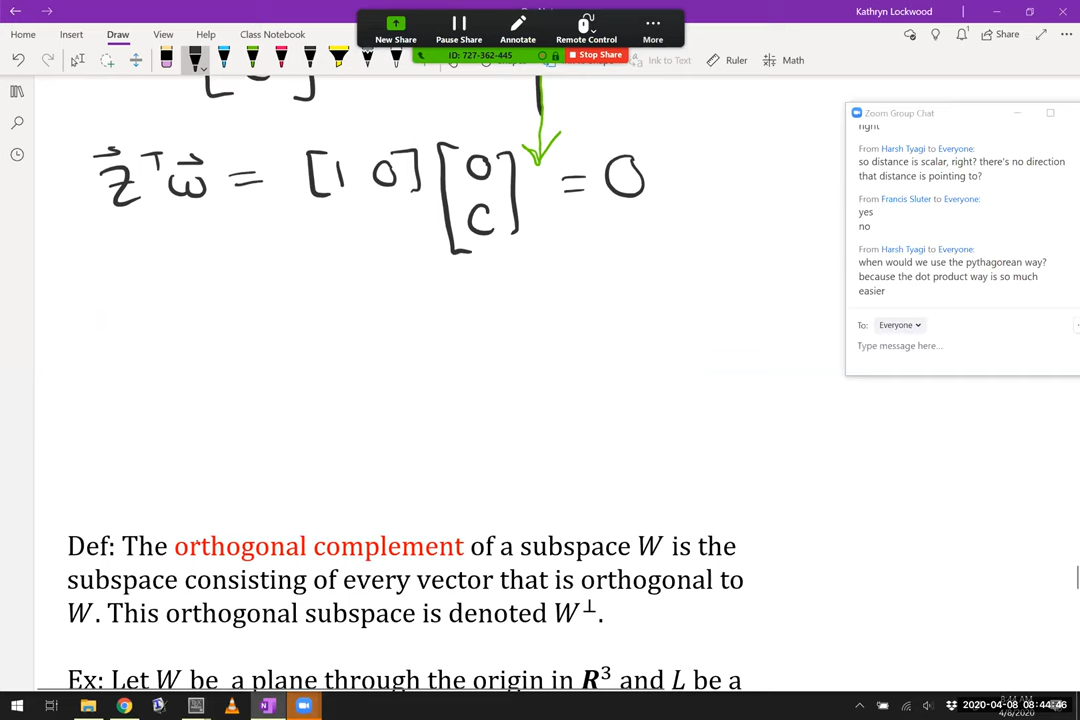 Kathryn Lockwood
Home Insert Draw View Help Class Notebook
New Share Pause Share Annotate Remote Control More
ID: 727-362-445 Stop Share
Share
Ink to Text Ruler Math
z⃗ᵀw⃗ = [1 0] [0 C] = 0
Def: The orthogonal complement of a subspace W is the
subspace consisting of every vector that is orthogonal to
W. This orthogonal subspace is denoted W⊥.
Ex: Let W be a plane through the origin in R³ and L be a
Zoom Group Chat
right
From Harsh Tyagi to Everyone:
so distance is scalar, right? there's no direction
that distance is pointing to?
From Francis Sluter to Everyone:
yes
no
From Harsh Tyagi to Everyone:
when would we use the pythagorean way?
because the dot product way is so much
easier
To: Everyone
Type message here...
2020-04-08 08:44:46
4/8/2020